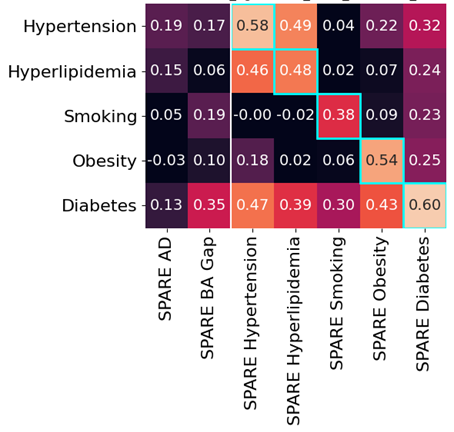 Hypertension 0.19 0.17 0.58 0.49 0.04 0.22 0.32
Hyperlipidemia 0.15 0.06 0.46 0.48 0.02 0.07 0.24
Smoking 0.05 0.19 -0.00 -0.02 0.38 0.09 0.23
Obesity -0.03 0.10 0.18 0.02 0.06 0.54 0.25
Diabetes 0.13 0.35 0.47 0.39 0.30 0.43 0.60
SPARE AD
SPARE BA Gap
SPARE Hypertension
SPARE Hyperlipidemia
SPARE Smoking
SPARE Obesity
SPARE Diabetes